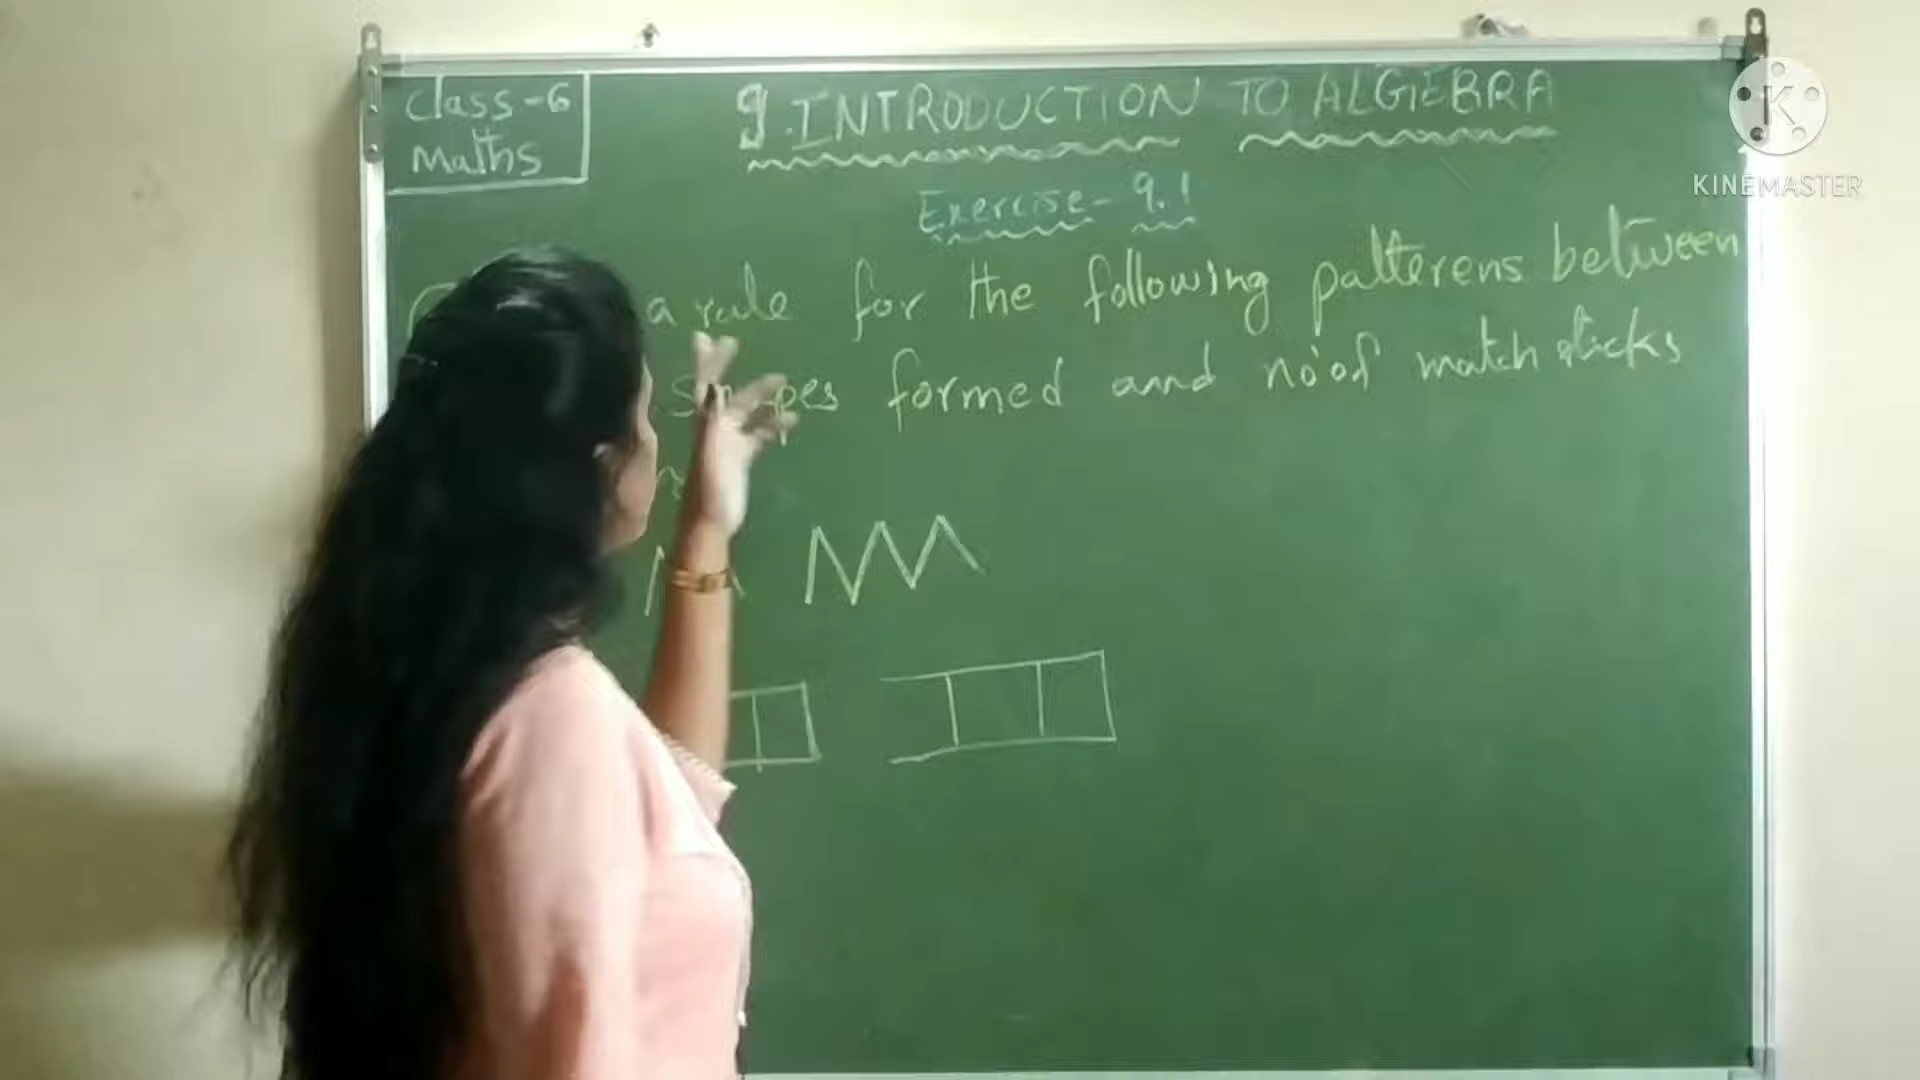 Class-6
Maths
9.INTRODUCTION TO ALGEBRA
Exercise- 9.1
a rule for the following patterens between
shapes formed and no'of match sticks
K
KINEMASTER